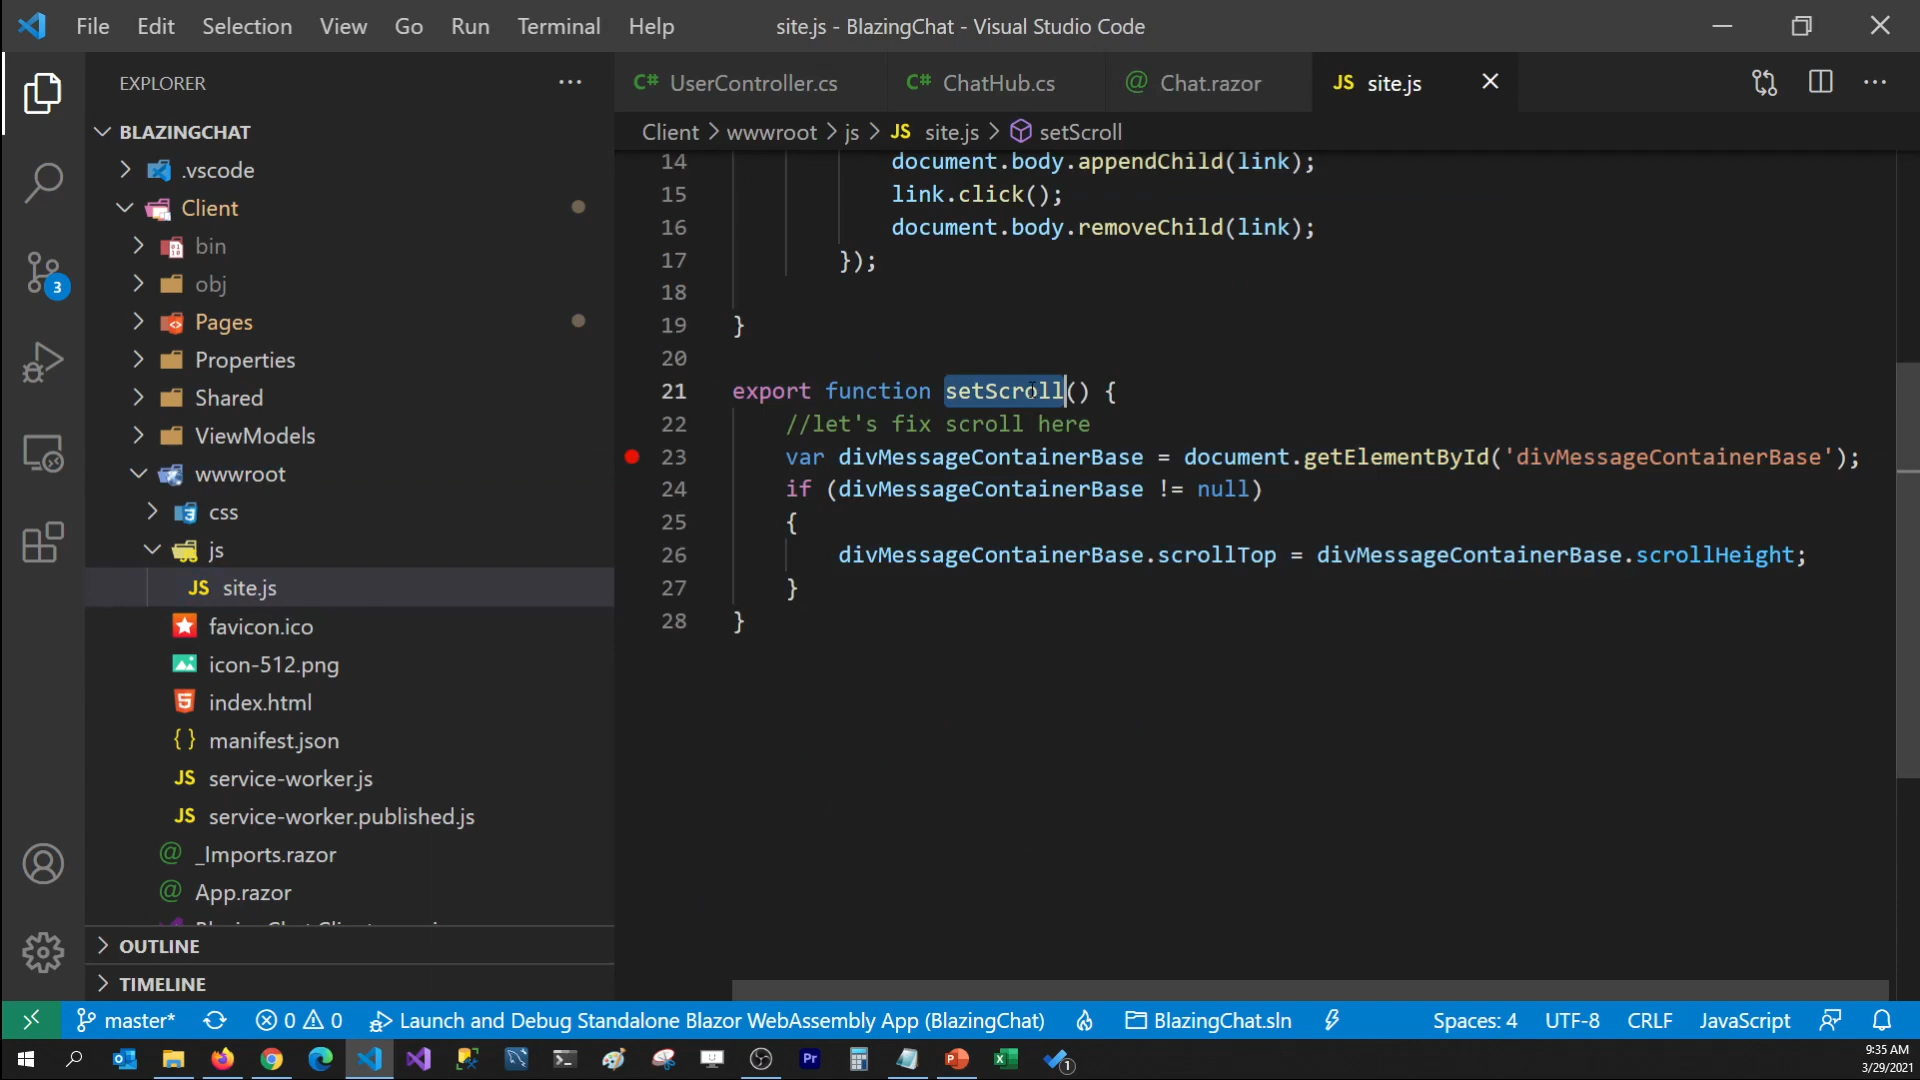 File Edit Selection View Go Run Terminal Help site.js - BlazingChat - Visual Studio Code
EXPLORER
C# UserController.cs C# ChatHub.cs @ Chat.razor JS site.js
Client > wwwroot > js > JS site.js > setScroll
BLAZINGCHAT
.vscode
Client
bin
obj
Pages
Properties
Shared
ViewModels
wwwroot
css
js
JS site.js
favicon.ico
icon-512.png
index.html
{ } manifest.json
JS service-worker.js
JS service-worker.published.js
@ _Imports.razor
@ App.razor
OUTLINE
TIMELINE
3
14 document.body.appendChild(link);
15 link.click();
16 document.body.removeChild(link);
17 });
18
19 }
20
21 export function setScroll() {
22 //let's fix scroll here
23 var divMessageContainerBase = document.getElementById('divMessageContainerBase');
24 if (divMessageContainerBase != null)
25 {
26 divMessageContainerBase.scrollTop = divMessageContainerBase.scrollHeight;
27 }
28 }
master* 0 0 Launch and Debug Standalone Blazor WebAssembly App (BlazingChat) BlazingChat.sln Spaces: 4 UTF-8 CRLF JavaScript
Pr
1
9:35 AM
3/29/2021